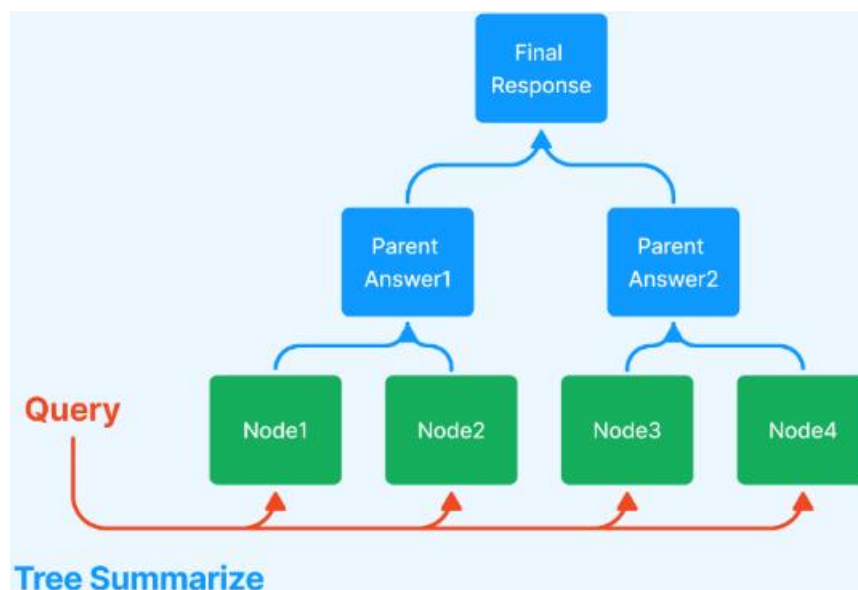 Final
Response
Parent
Answer1
Parent
Answer2
Query
Node1
Node2
Node3
Node4
Tree Summarize